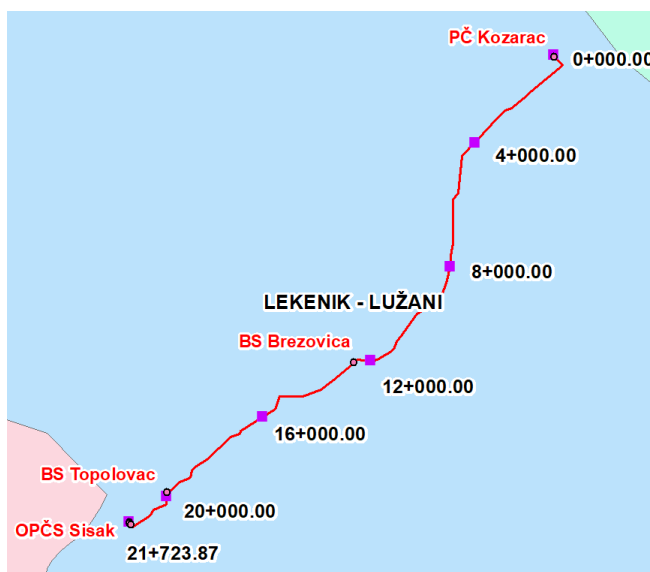 PČ Kozarac
0+000.00
4+000.00
8+000.00
LEKENIK - LUŽANI
BS Brezovica
12+000.00
16+000.00
BS Topolovac
20+000.00
OPČS Sisak
21+723.87